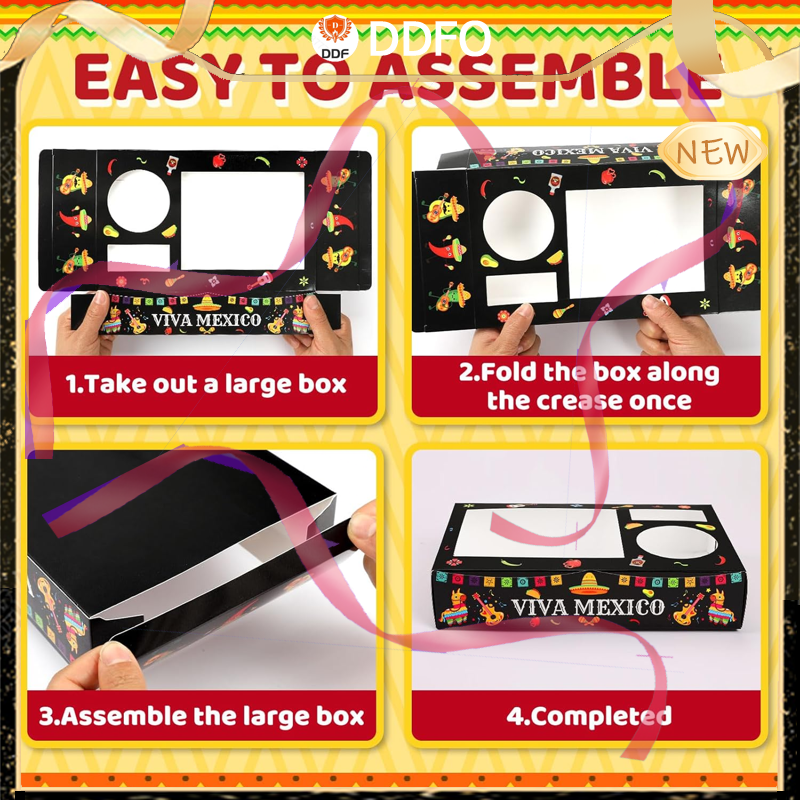 DDF
DDFO
EASY TO ASSEMBLE
NEW
VIVA MEXICO
VIVA MEXICO
1.Take out a large box
2.Fold the box along
the crease once
VIVA MEXICO
3.Assemble the large box
4.Completed